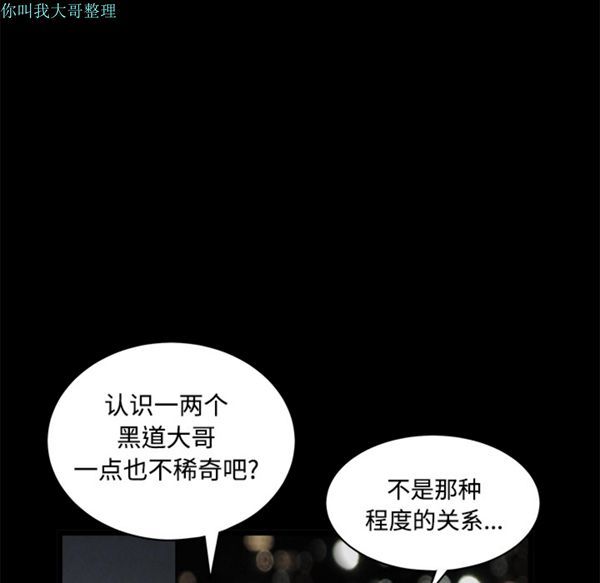 你叫我大哥整理
认识一两个
黑道大哥
一点也不稀奇吧?
不是那种
程度的关系...